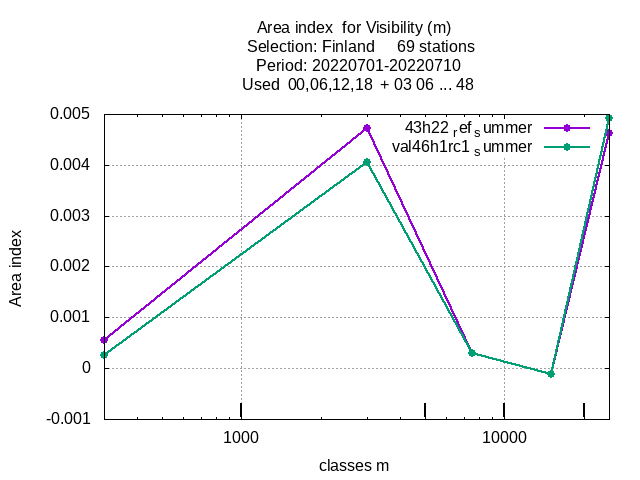 Area index  for Visibility (m)
Selection: Finland     69 stations
Period: 20220701-20220710
Used  00,06,12,18  + 03 06 ... 48
43h22 ref summer
val46h1rc1 summer
0.005
0.004
0.003
0.002
0.001
0
-0.001
Area index
1000
10000
classes m